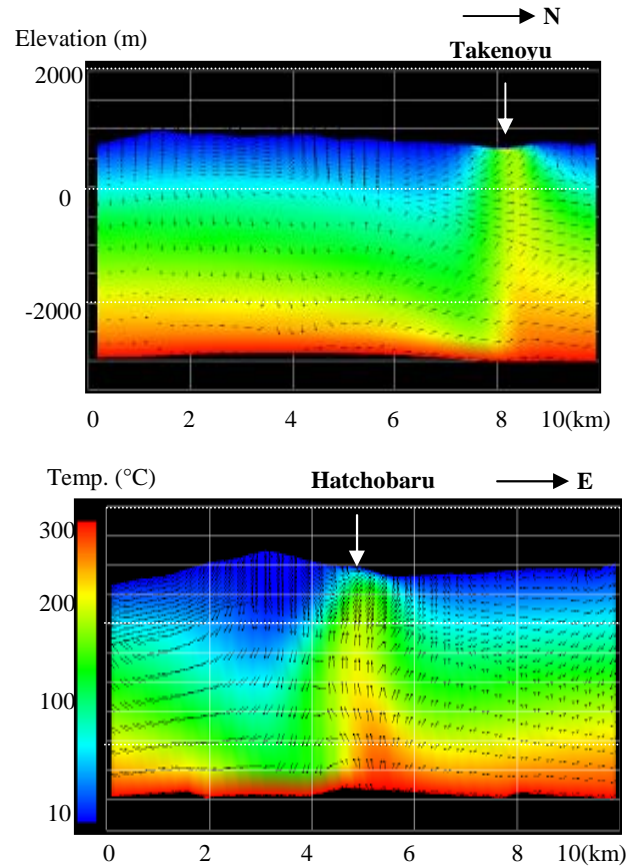 N
Elevation (m)
Takenoyu
2000
0
-2000
0 2 4 6 8 10(km)
Temp. (°C)
Hatchobaru
E
300
200
100
10
0 2 4 6 8 10(km)